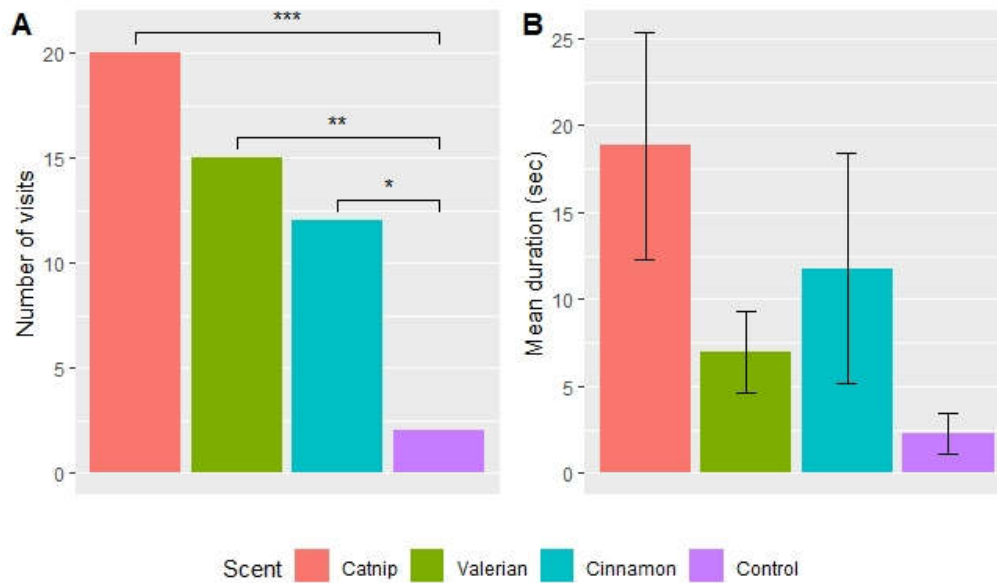 A
Number of visits
20
15
10
5
0
***
**
*
B
Mean duration (sec)
25
20
15
10
5
0
Scent Catnip Valerian Cinnamon Control